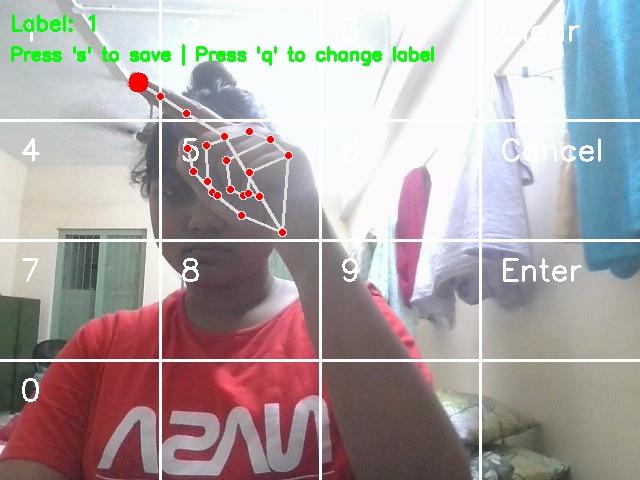 Label: 1
Press 's' to save | Press 'q' to change label
1 2 3 Clear
4 5 6 Cancel
7 8 9 Enter
0
NASA